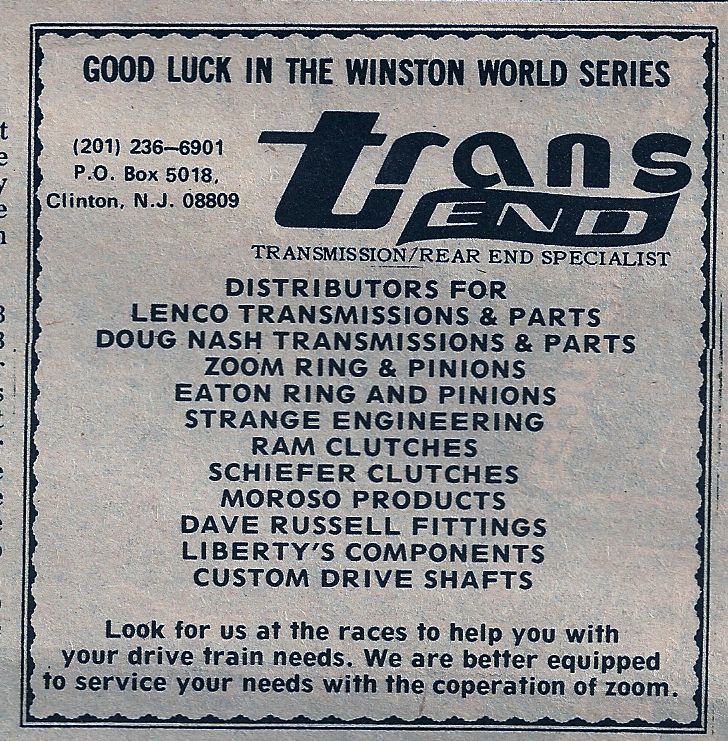 GOOD LUCK IN THE WINSTON WORLD SERIES
(201) 236—6901
P.O. Box 5018,
Clinton, N.J. 08809
trans
END
TRANSMISSION/REAR END SPECIALIST
DISTRIBUTORS FOR
LENCO TRANSMISSIONS & PARTS
DOUG NASH TRANSMISSIONS & PARTS
ZOOM RING & PINIONS
EATON RING AND PINIONS
STRANGE ENGINEERING
RAM CLUTCHES
SCHIEFER CLUTCHES
MOROSO PRODUCTS
DAVE RUSSELL FITTINGS
LIBERTY'S COMPONENTS
CUSTOM DRIVE SHAFTS
Look for us at the races to help you with
your drive train needs. We are better equipped
to service your needs with the coperation of zoom.